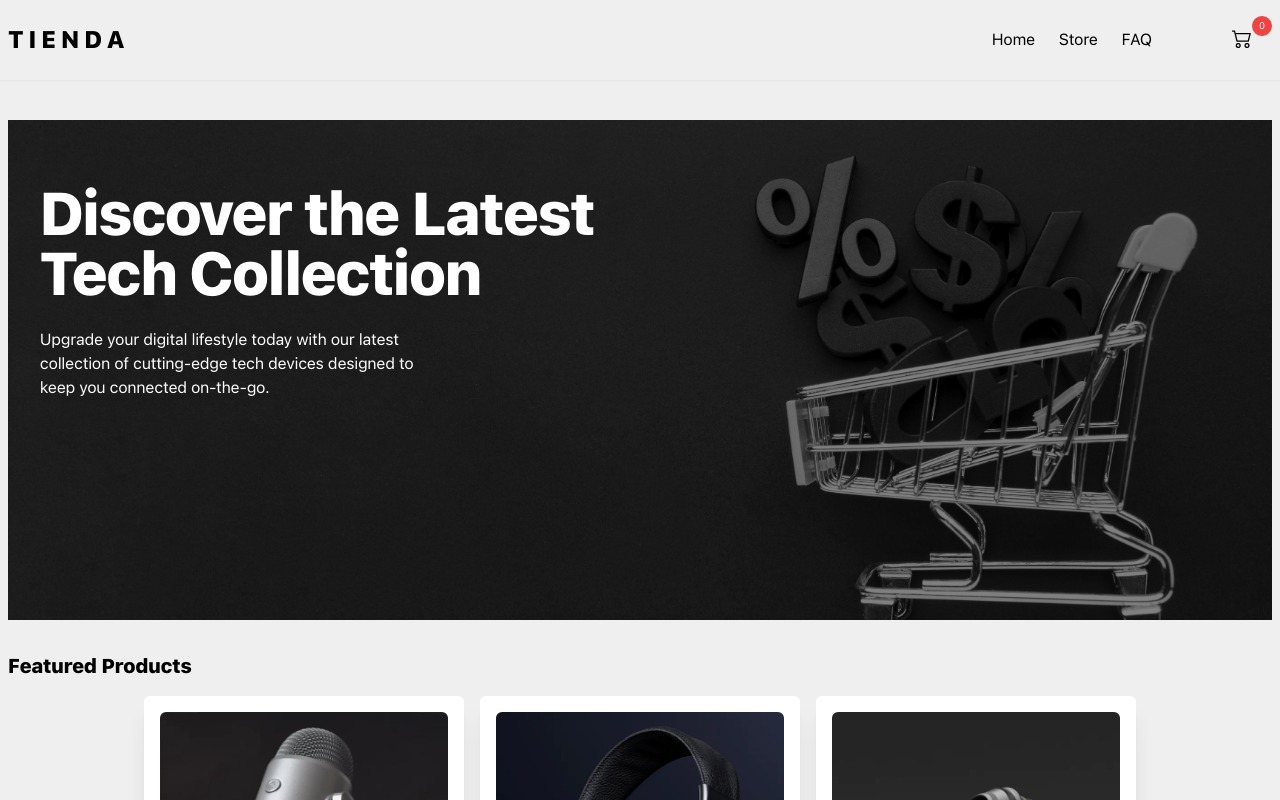 TIENDA
Home Store FAQ
0
Discover the Latest
Tech Collection
Upgrade your digital lifestyle today with our latest
collection of cutting-edge tech devices designed to
keep you connected on-the-go.
Featured Products